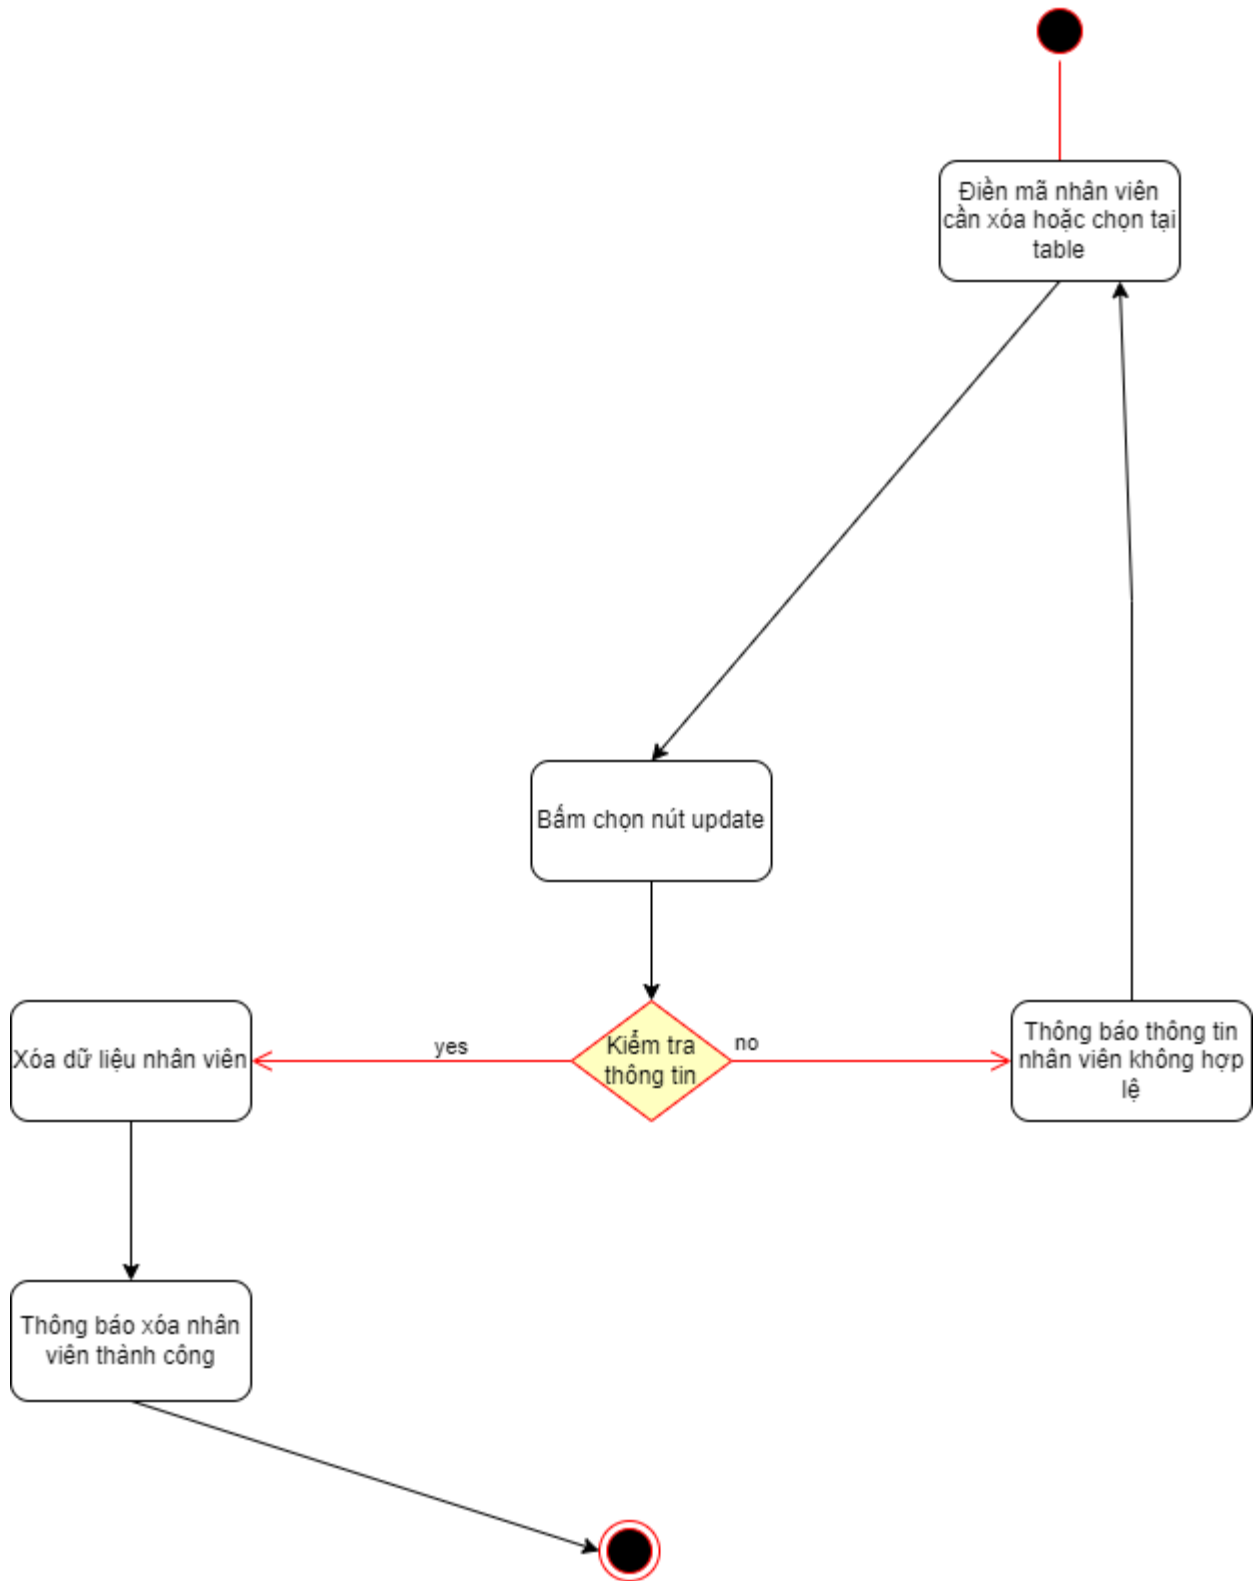 Điền mã nhân viên
cần xóa hoặc chọn tại
table
Bấm chọn nút update
Xóa dữ liệu nhân viên
yes
Kiểm tra
thông tin
no
Thông báo thông tin
nhân viên không hợp
lệ
Thông báo xóa nhân
viên thành công